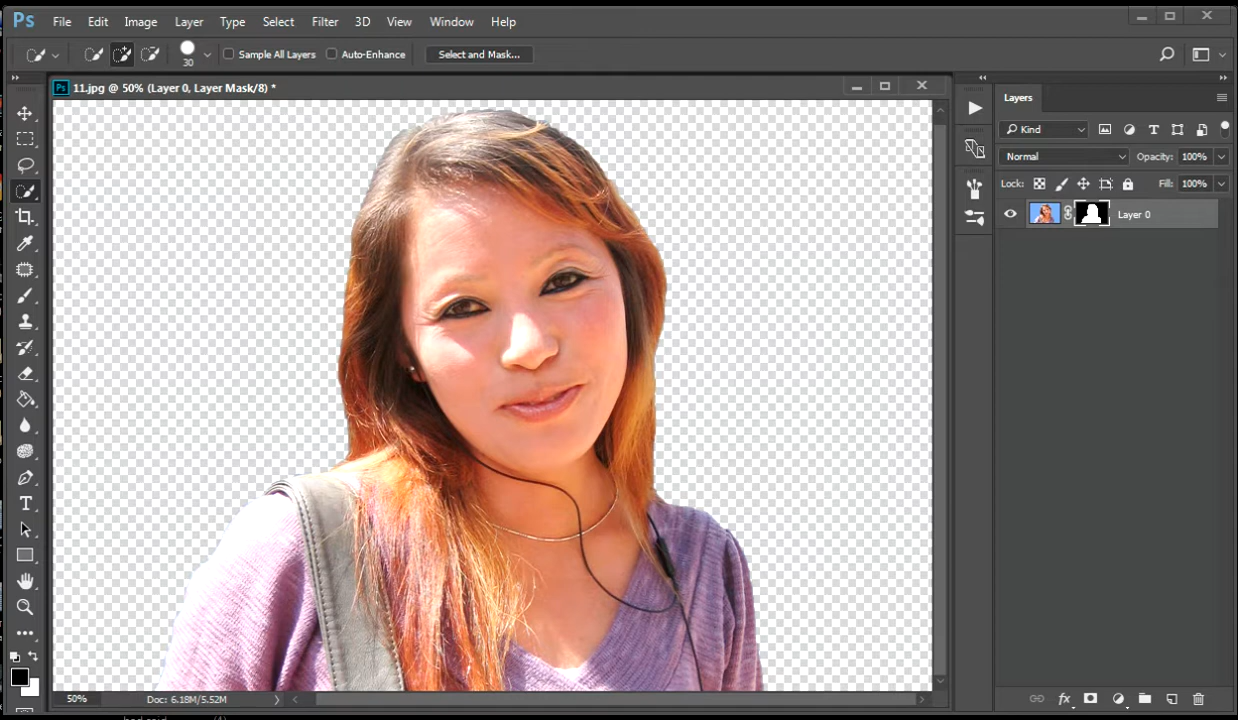 Ps File Edit Image Layer Type Select Filter 3D View Window Help
30 Sample All Layers Auto-Enhance Select and Mask...
Ps 11.jpg @ 50% (Layer 0, Layer Mask/8) *
Layers
Kind
Normal Opacity: 100%
Lock: Fill: 100%
Layer 0
50% Doc: 6.18M/5.52M